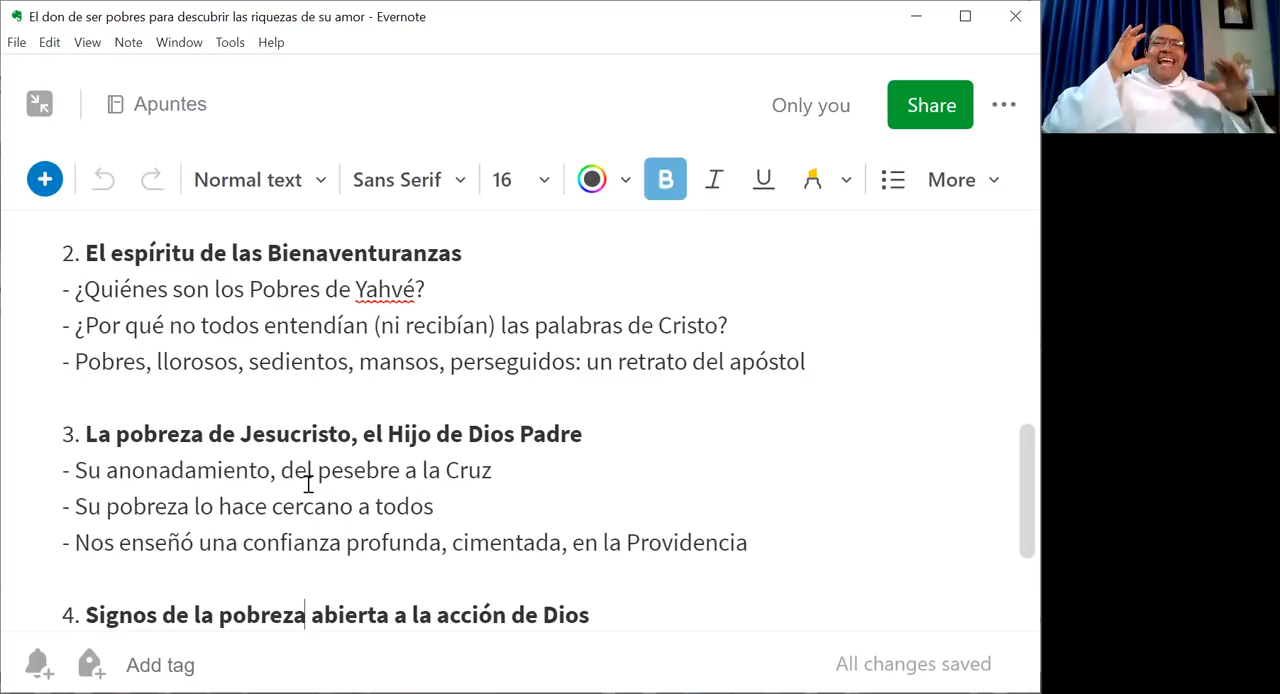 El don de ser pobres para descubrir las riquezas de su amor - Evernote
File Edit View Note Window Tools Help
Apuntes
Only you
Share
Normal text
Sans Serif
16
B
I
U
More
2. El espíritu de las Bienaventuranzas
- ¿Quiénes son los Pobres de Yahvé?
- ¿Por qué no todos entendían (ni recibían) las palabras de Cristo?
- Pobres, llorosos, sedientos, mansos, perseguidos: un retrato del apóstol
3. La pobreza de Jesucristo, el Hijo de Dios Padre
- Su anonadamiento, del pesebre a la Cruz
- Su pobreza lo hace cercano a todos
- Nos enseñó una confianza profunda, cimentada, en la Providencia
4. Signos de la pobreza abierta a la acción de Dios
Add tag
All changes saved